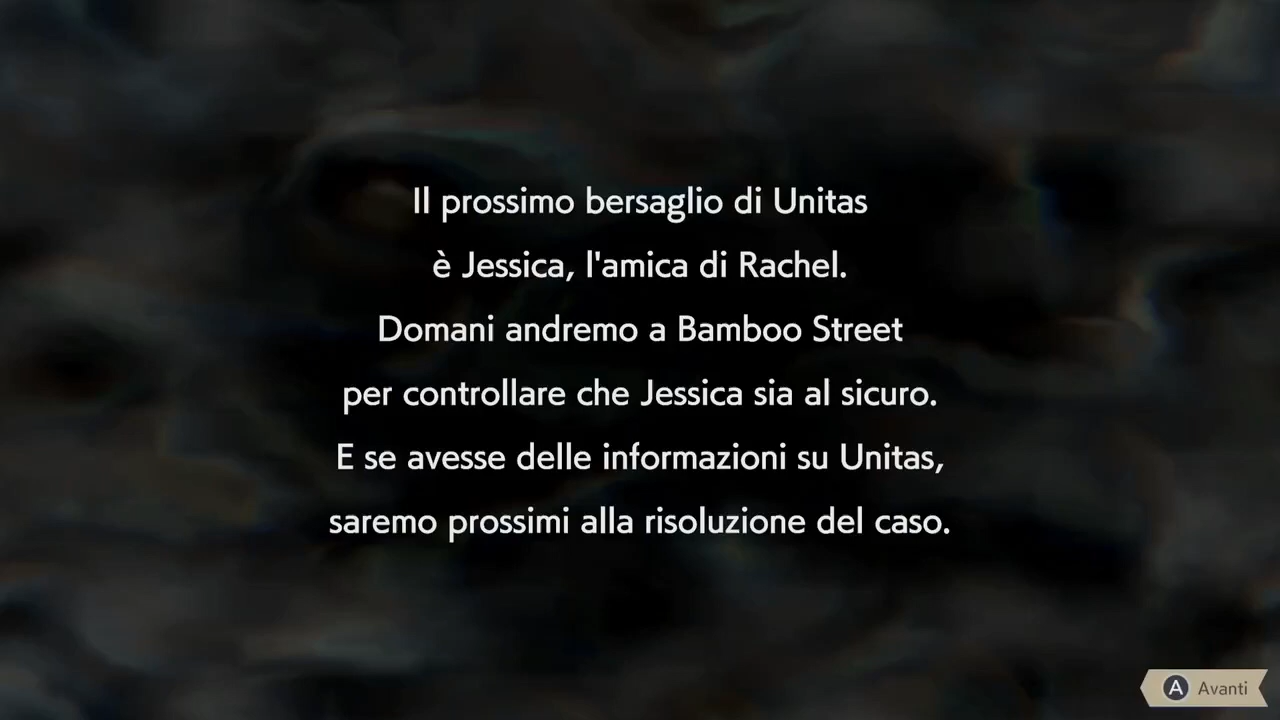 Il prossimo bersaglio di Unitas
è Jessica, l'amica di Rachel.
Domani andremo a Bamboo Street
per controllare che Jessica sia al sicuro.
E se avesse delle informazioni su Unitas,
saremo prossimi alla risoluzione del caso.
A Avanti